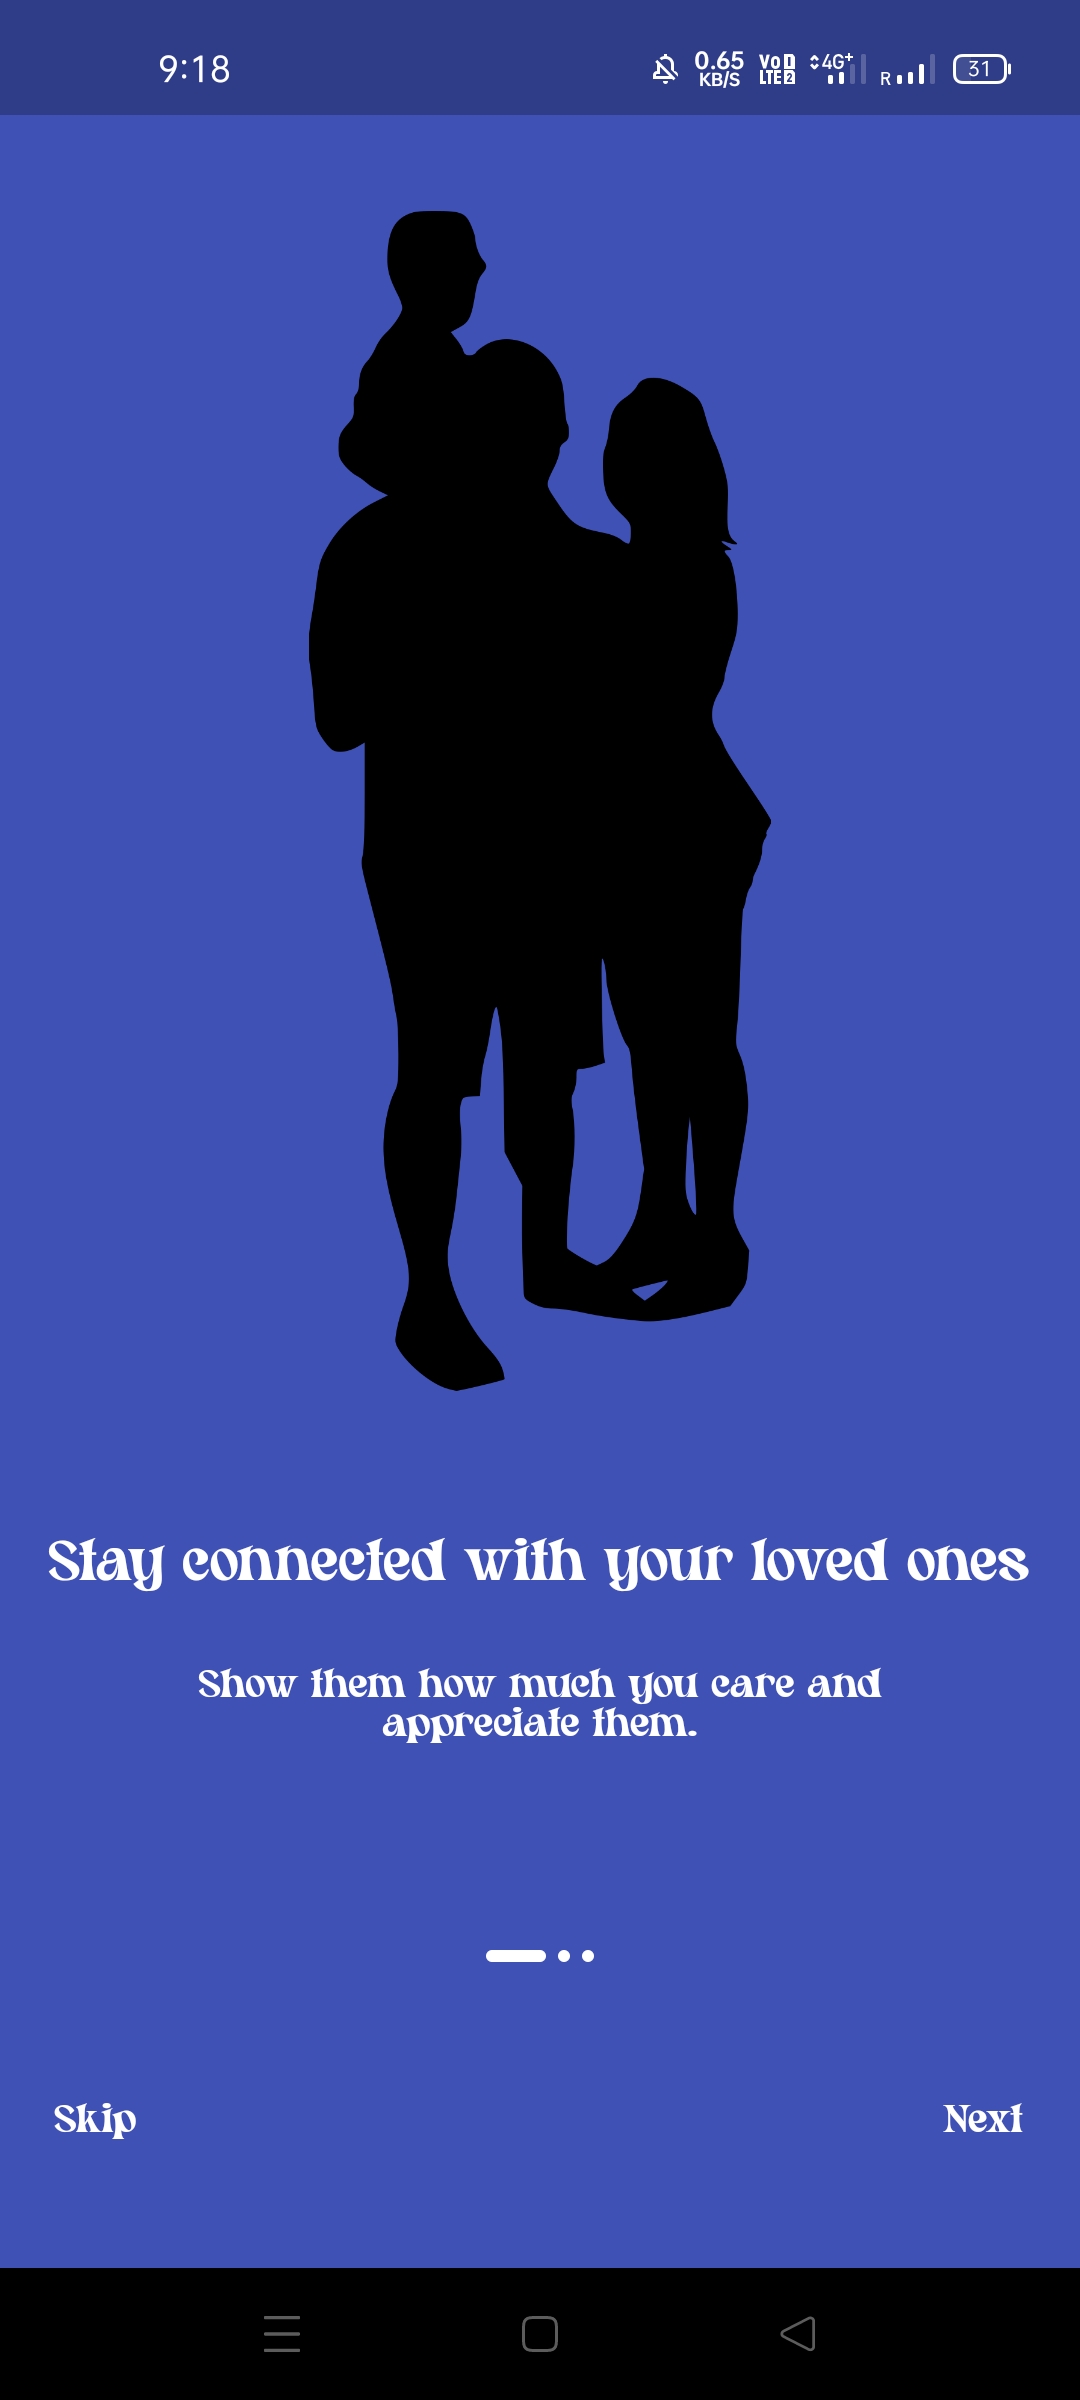 9:18
0.65
KB/S
VoD
LTE 2
4G+
R
31
Stay connected with your loved ones
Show them how much you care and
appreciate them.
Skip
Next